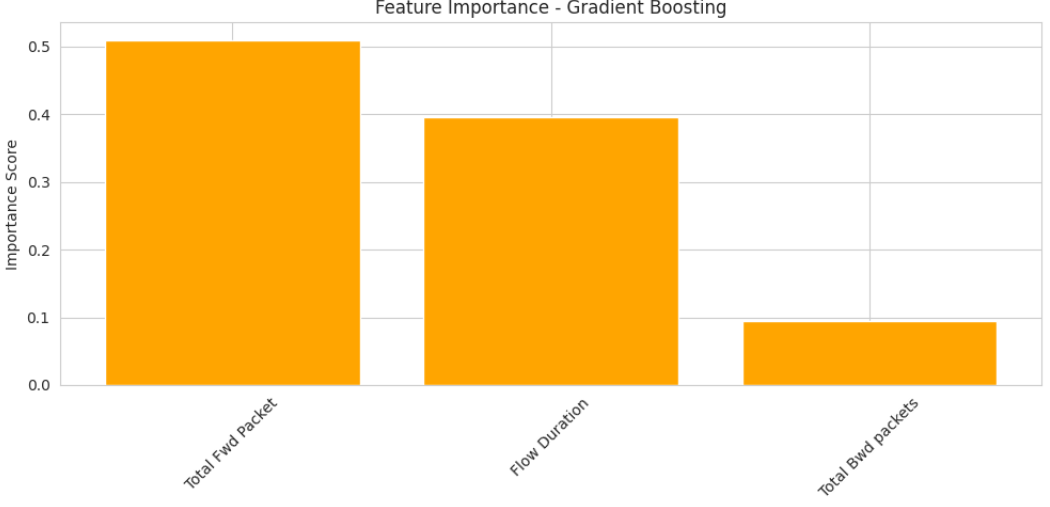 Feature Importance - Gradient Boosting
Importance Score
0.5
0.4
0.3
0.2
0.1
0.0
Total Fwd Packet
Flow Duration
Total Bwd packets